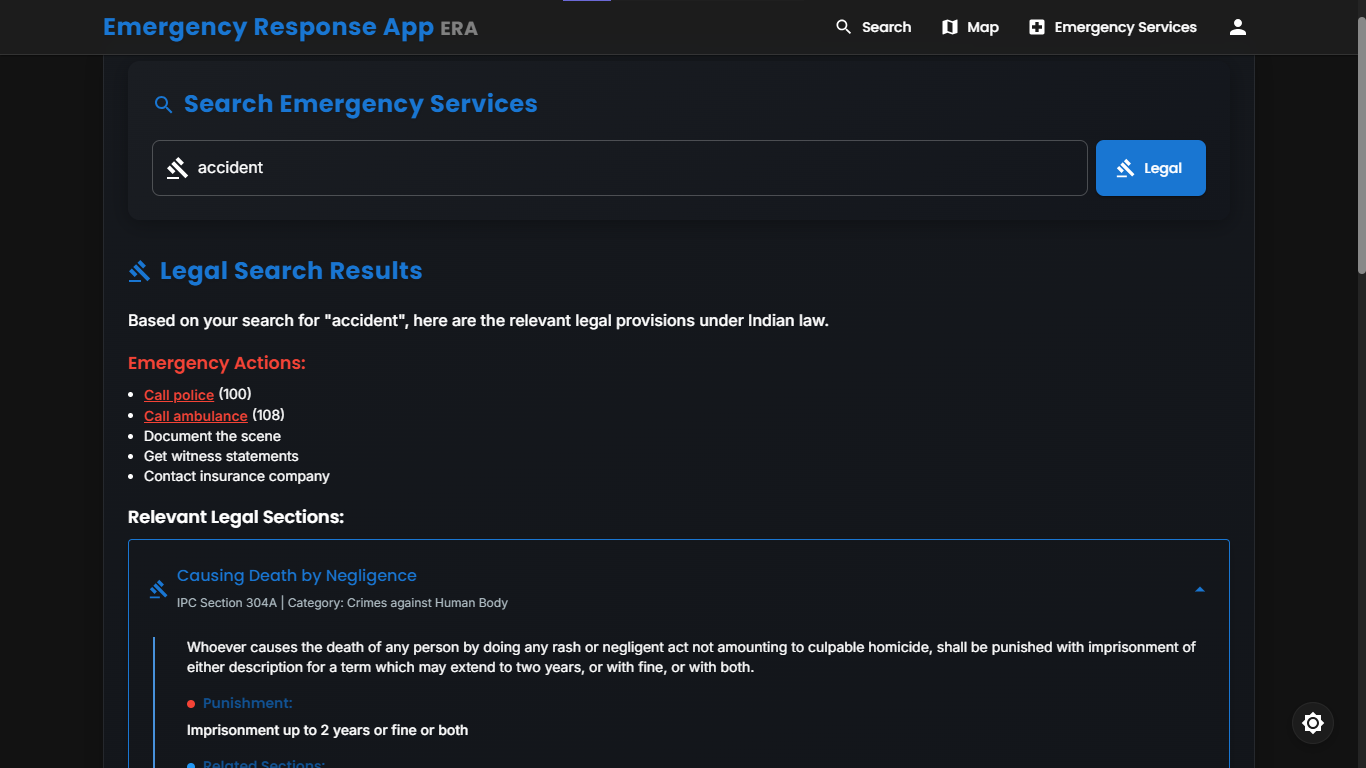 Emergency Response App ERA
Search
Map
Emergency Services
Search Emergency Services
accident
Legal
Legal Search Results
Based on your search for "accident", here are the relevant legal provisions under Indian law.
Emergency Actions:
• Call police (100)
• Call ambulance (108)
• Document the scene
• Get witness statements
• Contact insurance company
Relevant Legal Sections:
Causing Death by Negligence
IPC Section 304A | Category: Crimes against Human Body
Whoever causes the death of any person by doing any rash or negligent act not amounting to culpable homicide, shall be punished with imprisonment of
either description for a term which may extend to two years, or with fine, or with both.
Punishment:
Imprisonment up to 2 years or fine or both
Related Sections: